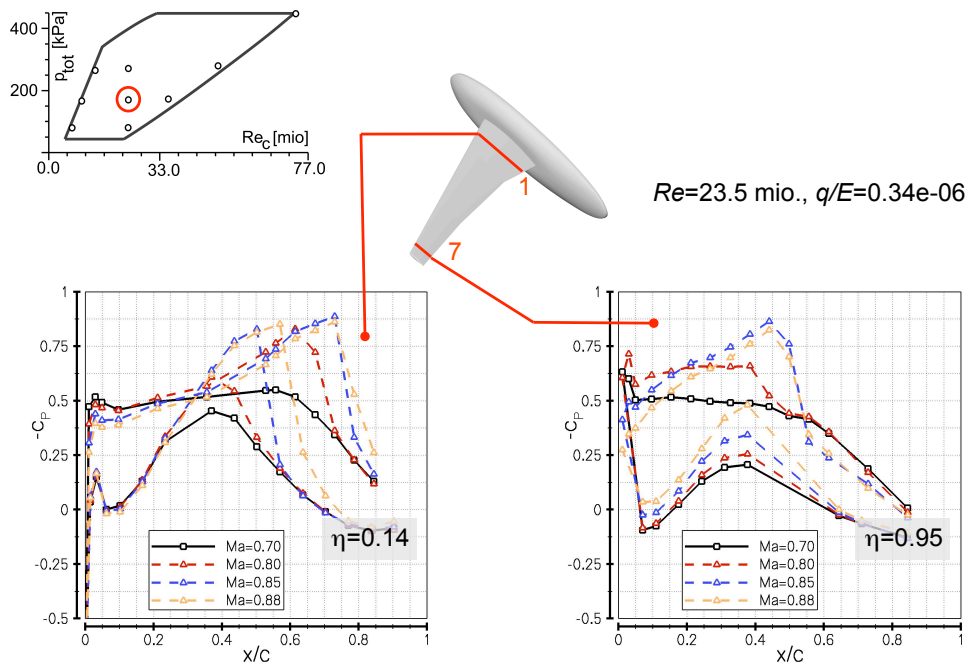 p_tot [kPa]
400
200
0
Re_c [mio]
0.0
33.0
77.0
1
7
Re=23.5 mio., q/E=0.34e-06
-C_P
1
0.5
0.25
0
-0.25
-0.5
Ma=0.70
Ma=0.80
Ma=0.85
Ma=0.88
η=0.14
0
0.2
0.4
0.6
0.8
1
x/c
-C_P
1
0.5
0.25
0
-0.25
-0.5
Ma=0.70
Ma=0.80
Ma=0.85
Ma=0.88
η=0.95
0
0.2
0.4
0.6
0.8
1
x/c